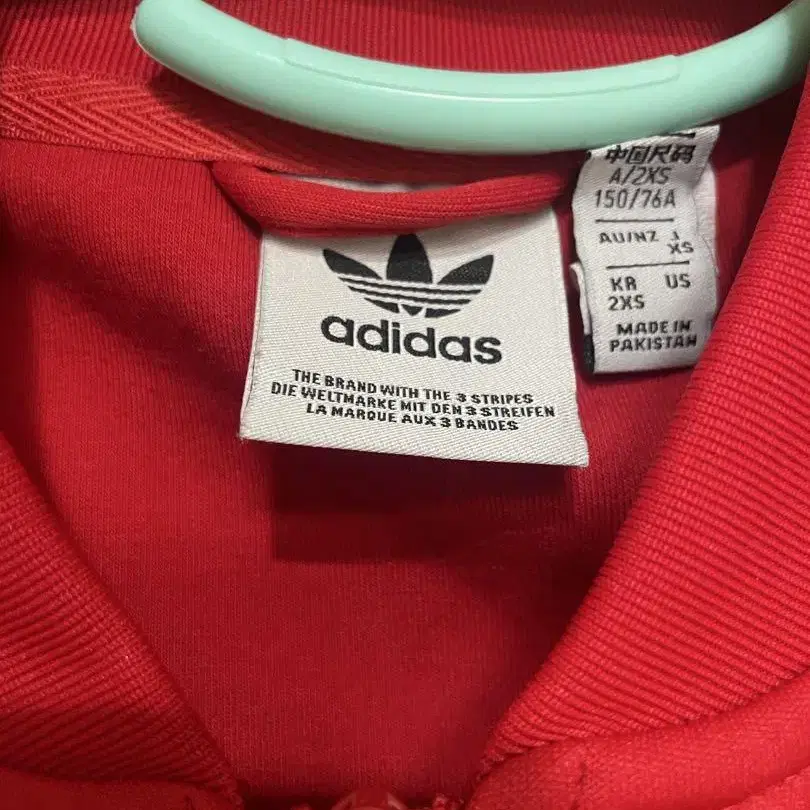 adidas
THE BRAND WITH THE 3 STRIPES
DIE WELTMARKE MIT DEN 3 STREIFEN
LA MARQUE AUX 3 BANDES
中国尺码
A/2XS
150/76A
AU/NZ J
XS
KR US
2XS
MADE IN
PAKISTAN